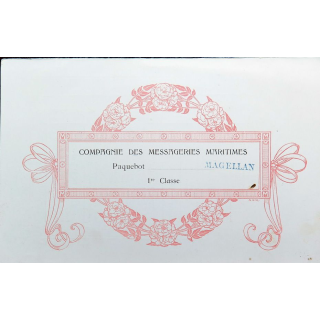 COMPAGNIE DES MESSAGERIES MARITIMES
Paquebot MAGELLAN
1re Classe